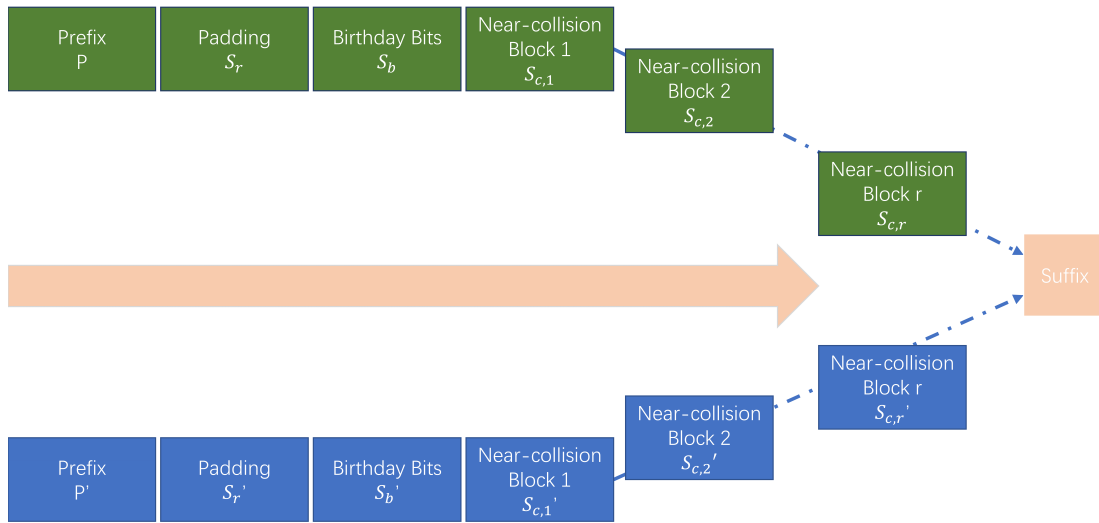 Prefix
P
Padding
S_r
Birthday Bits
S_b
Near-collision
Block 1
S_{c,1}
Near-collision
Block 2
S_{c,2}
Near-collision
Block r
S_{c,r}
Suffix
Near-collision
Block r
S_{c,r}'
Near-collision
Block 2
S_{c,2}′
Prefix
P'
Padding
S_r'
Birthday Bits
S_b'
Near-collision
Block 1
S_{c,1}'